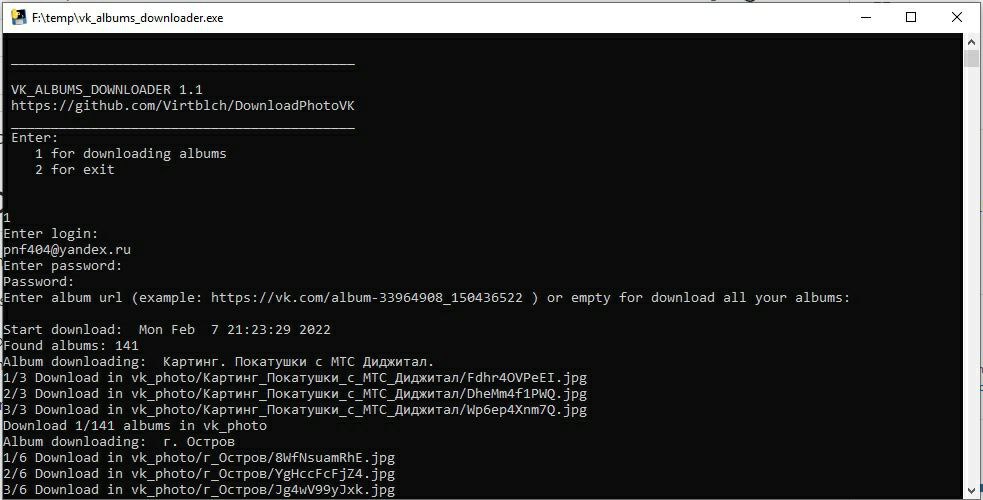 F:\temp\vk_albums_downloader.exe
VK_ALBUMS_DOWNLOADER 1.1
https://github.com/Virtblch/DownloadPhotoVK
Enter:
1 for downloading albums
2 for exit
1
Enter login:
pnf404@yandex.ru
Enter password:
Password:
Enter album url (example: https://vk.com/album-33964908_150436522 ) or empty for download all your albums:
Start download:  Mon Feb  7 21:23:29 2022
Found albums: 141
Album downloading:  Картинг. Покатушки с МТС Диджитал.
1/3 Download in vk_photo/Картинг_Покатушки_с_МТС_Диджитал/Fdhr4OVPeEI.jpg
2/3 Download in vk_photo/Картинг_Покатушки_с_МТС_Диджитал/DheMm4f1PWQ.jpg
3/3 Download in vk_photo/Картинг_Покатушки_с_МТС_Диджитал/Wp6ep4Xnm7Q.jpg
Download 1/141 albums in vk_photo
Album downloading:  г. Остров
1/6 Download in vk_photo/г_Остров/8WfNsuamRhE.jpg
2/6 Download in vk_photo/г_Остров/YgHccFcFjZ4.jpg
3/6 Download in vk_photo/г_Остров/Jg4wV99yJxk.jpg